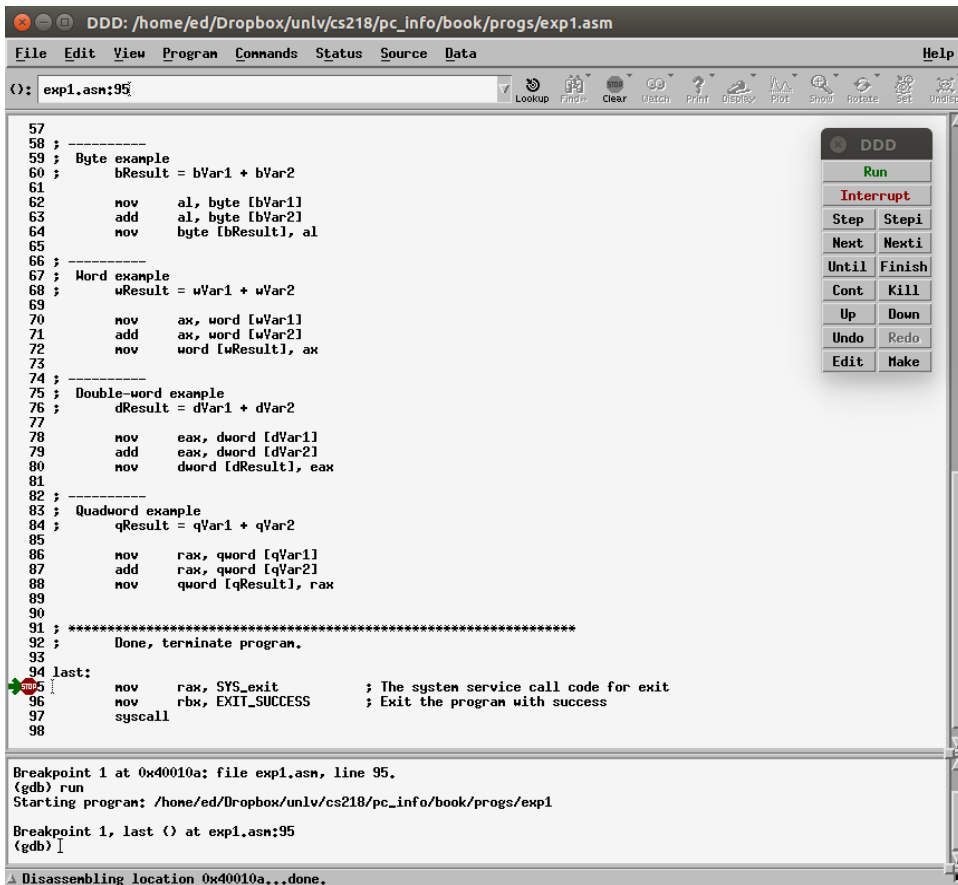 DDD: /home/ed/Dropbox/unlv/cs218/pc_info/book/progs/exp1.asm
File Edit View Program Commands Status Source Data Help
(): exp1.asm:95
Lookup Find>> Clear Watch Print Display Plot Show Rotate Set Undisp
57
58 ; ----------
59 ;  Byte example
60 ;       bResult = bVar1 + bVar2
61
62         mov     al, byte [bVar1]
63         add     al, byte [bVar2]
64         mov     byte [bResult], al
65
66 ; ----------
67 ;  Word example
68 ;       wResult = wVar1 + wVar2
69
70         mov     ax, word [wVar1]
71         add     ax, word [wVar2]
72         mov     word [wResult], ax
73
74 ; ----------
75 ;  Double-word example
76 ;       dResult = dVar1 + dVar2
77
78         mov     eax, dword [dVar1]
79         add     eax, dword [dVar2]
80         mov     dword [dResult], eax
81
82 ; ----------
83 ;  Quadword example
84 ;       qResult = qVar1 + qVar2
85
86         mov     rax, qword [qVar1]
87         add     rax, qword [qVar2]
88         mov     qword [qResult], rax
89
90
91 ; *****************************************************************
92 ;       Done, terminate program.
93
94 last:
STOP 5         mov     rax, SYS_exit           ; The system service call code for exit
96         mov     rbx, EXIT_SUCCESS       ; Exit the program with success
97         syscall
98
DDD
Run
Interrupt
Step Stepi
Next Nexti
Until Finish
Cont Kill
Up Down
Undo Redo
Edit Make
Breakpoint 1 at 0x40010a: file exp1.asm, line 95.
(gdb) run
Starting program: /home/ed/Dropbox/unlv/cs218/pc_info/book/progs/exp1
Breakpoint 1, last () at exp1.asm:95
(gdb)
Disassembling location 0x40010a...done.